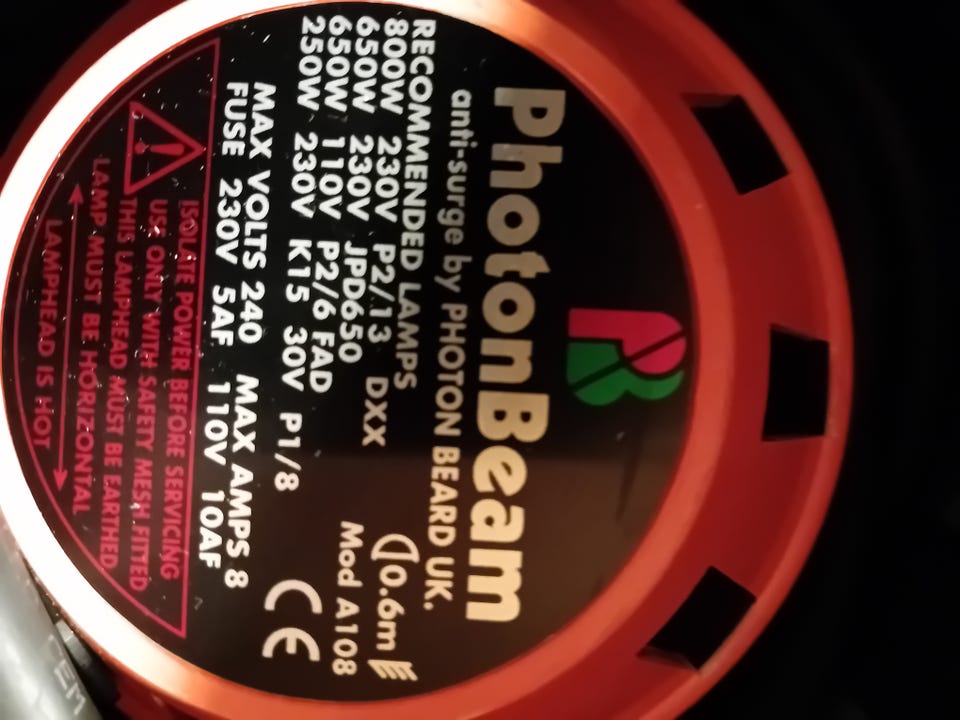 PB
PhotonBeam
anti-surge by PHOTON BEARD UK.
RECOMMENDED LAMPS
800W 230V P2/13 DXX
650W 230V JPD650
650W 110V P2/6 FAD
250W 230V K15 30V P1/8
0.6m
Mod A108
MAX VOLTS 240 MAX AMPS 8
FUSE 230V 5AF 110V 10AF
CE
ISOLATE POWER BEFORE SERVICING
USE ONLY WITH SAFETY MESH FITTED
THIS LAMPHEAD MUST BE EARTHED
LAMP MUST BE HORIZONTAL
LAMPHEAD IS HOT